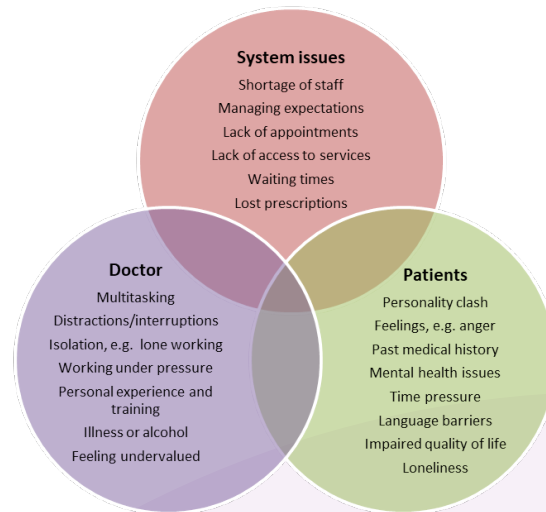 System issues
Shortage of staff
Managing expectations
Lack of appointments
Lack of access to services
Waiting times
Lost prescriptions
Doctor
Multitasking
Distractions/interruptions
Isolation, e.g. lone working
Working under pressure
Personal experience and
training
Illness or alcohol
Feeling undervalued
Patients
Personality clash
Feelings, e.g. anger
Past medical history
Mental health issues
Time pressure
Language barriers
Impaired quality of life
Loneliness